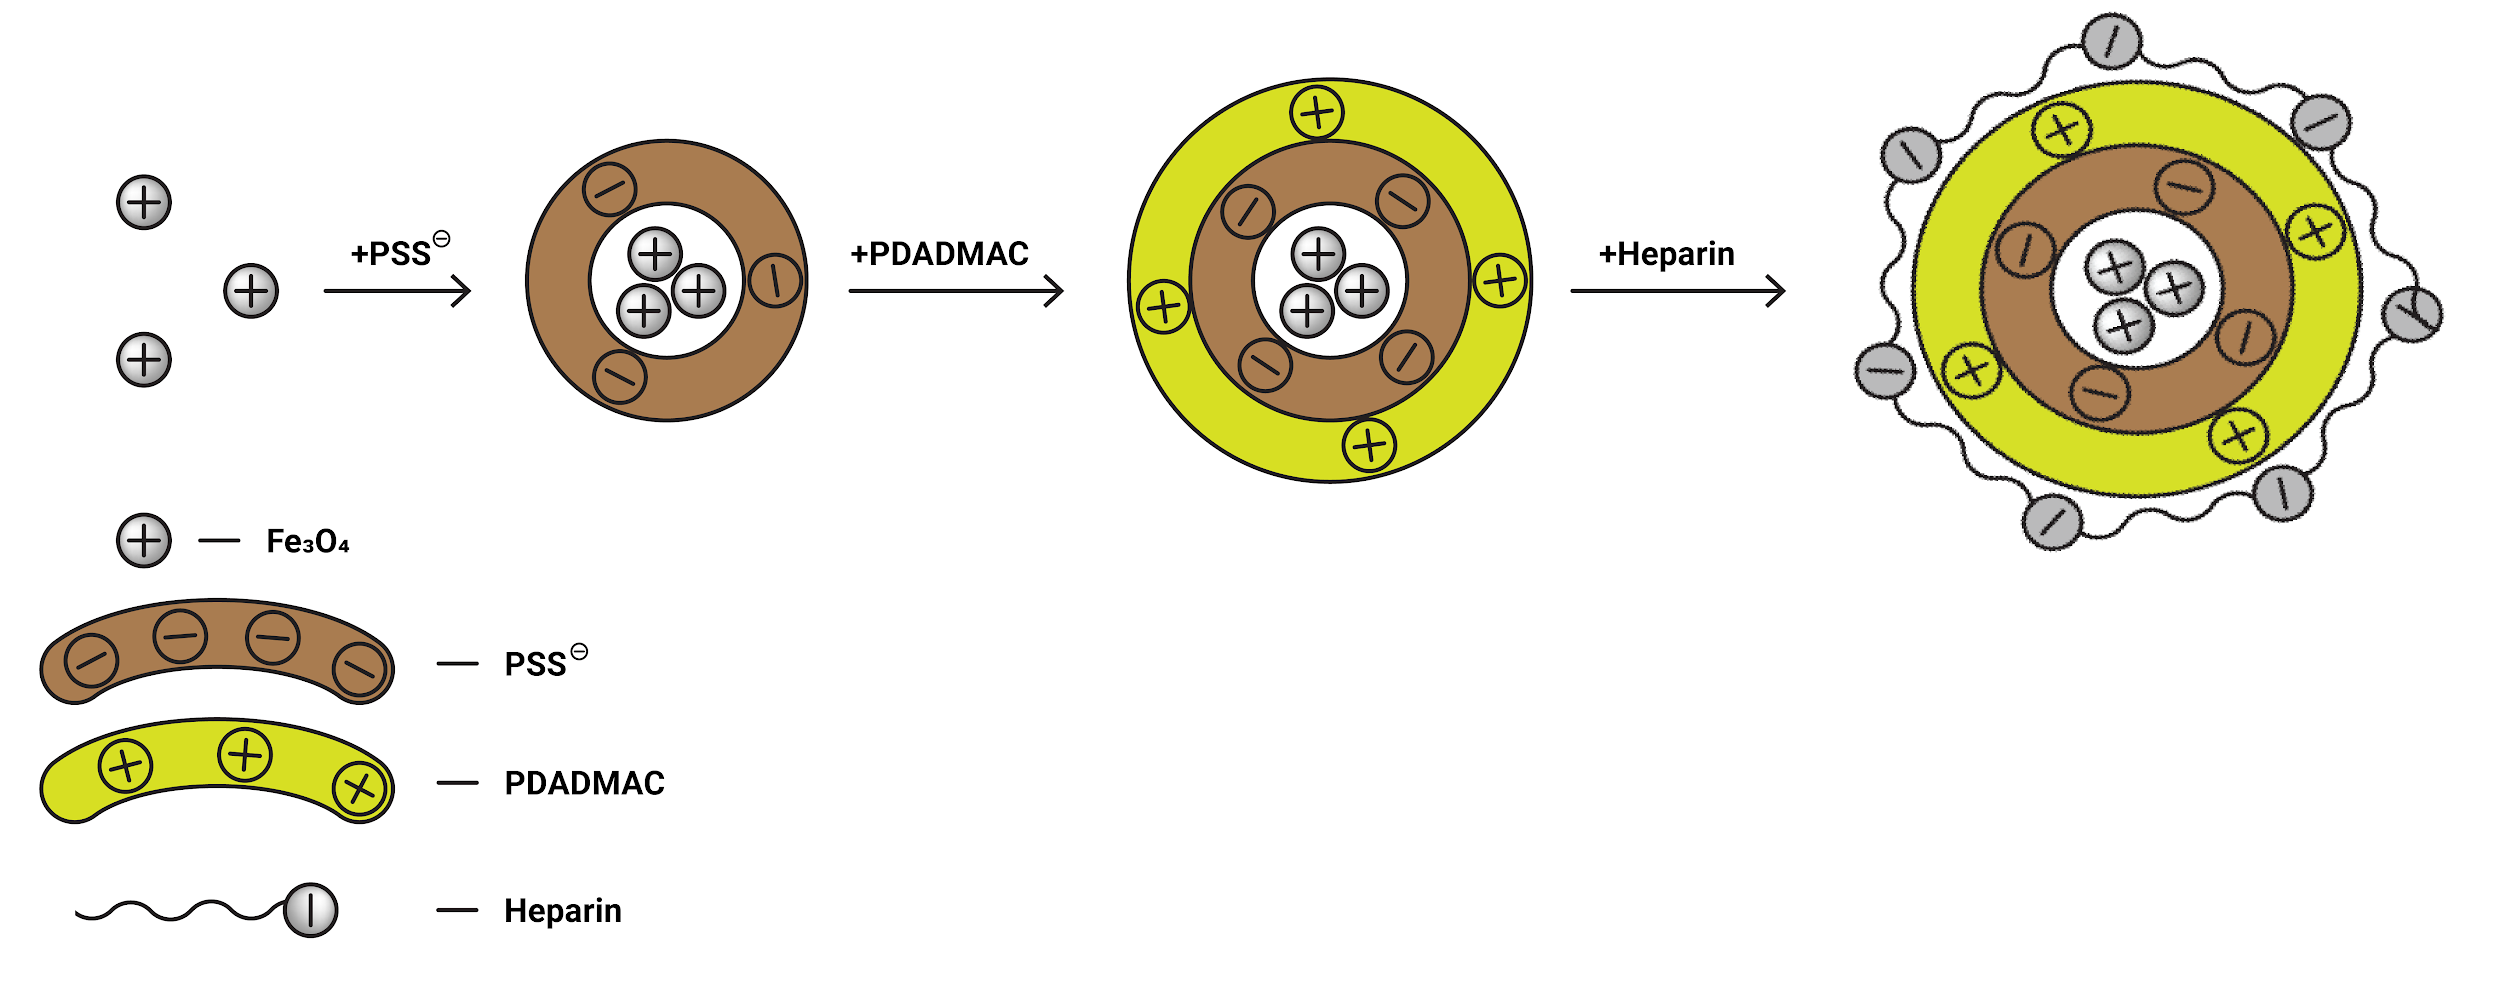 +PSS⊖
+PDADMAC
+Heparin
Fe₃O₄
PSS⊖
PDADMAC
Heparin